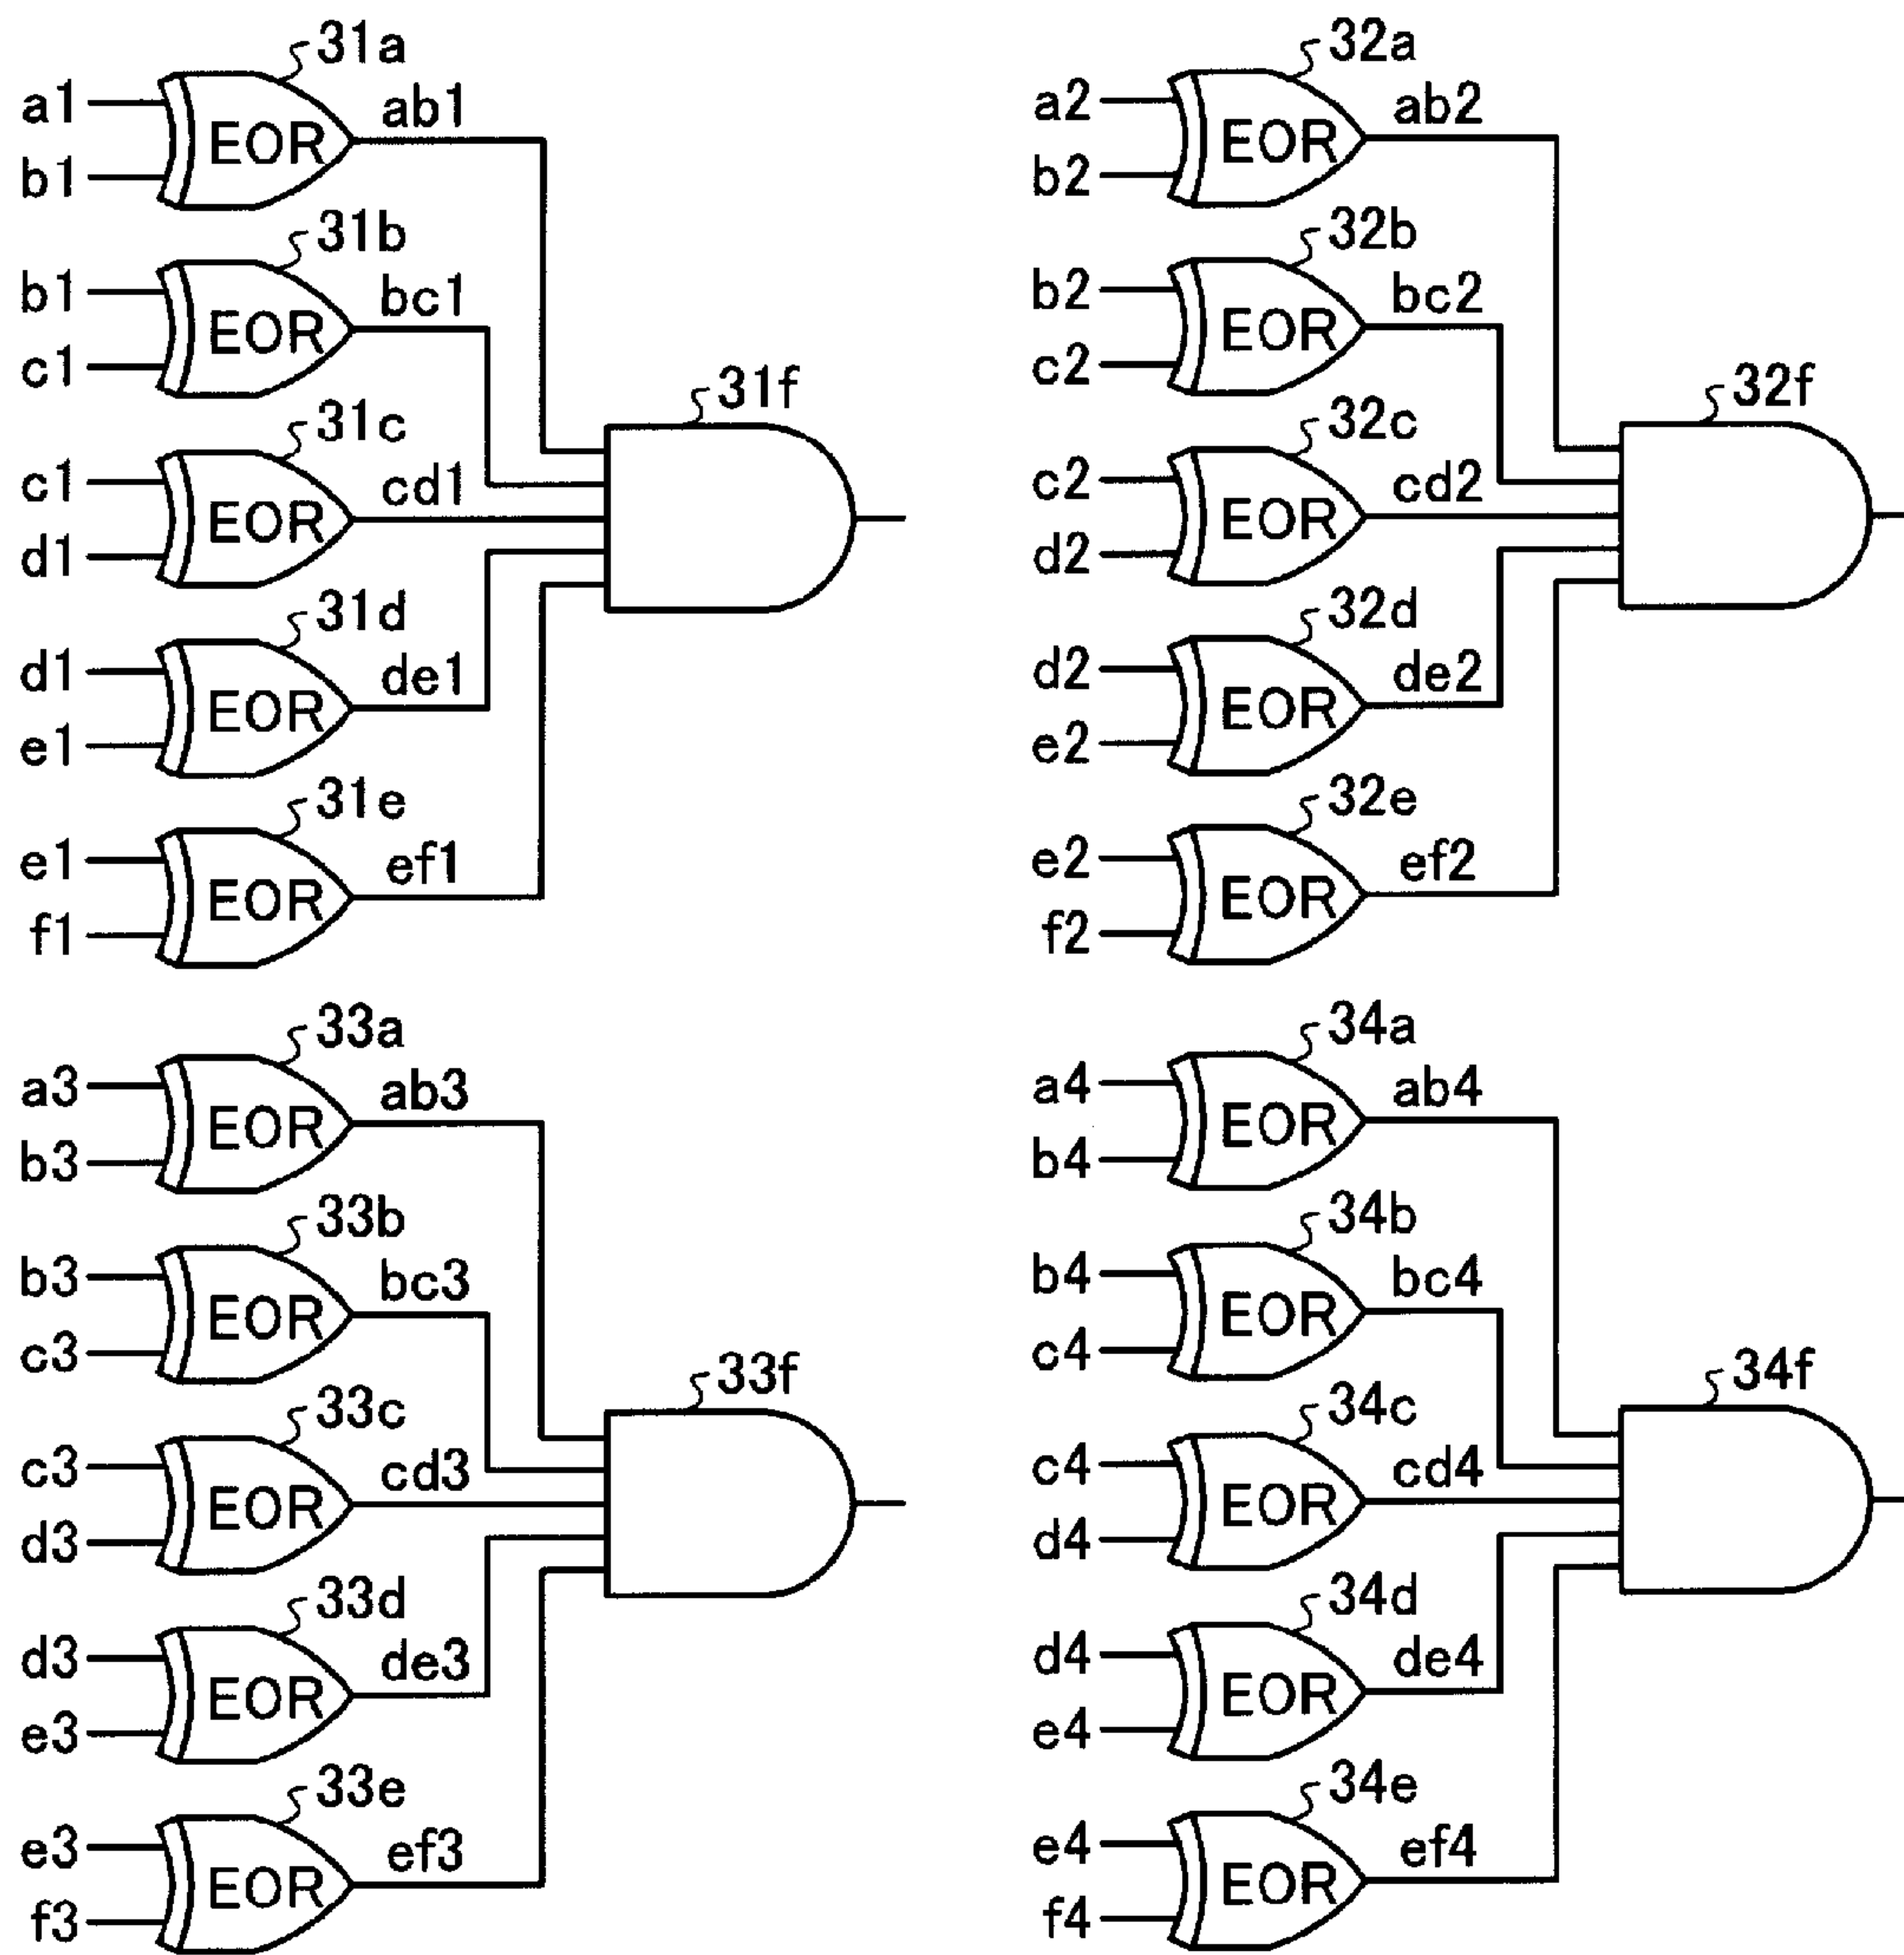 31a
a1
ab1
EOR
b1
31b
b1
bc1
EOR
c1
31f
31c
c1
cd1
EOR
d1
31d
d1
de1
EOR
e1
31e
e1
ef1
EOR
f1
32a
a2
ab2
EOR
b2
32b
b2
bc2
EOR
c2
32f
32c
c2
cd2
EOR
d2
32d
d2
de2
EOR
e2
32e
e2
ef2
EOR
f2
33a
a3
ab3
EOR
b3
33b
b3
bc3
EOR
c3
33f
33c
c3
cd3
EOR
d3
33d
d3
de3
EOR
e3
33e
e3
ef3
EOR
f3
34a
a4
ab4
EOR
b4
34b
b4
bc4
EOR
c4
34f
34c
c4
cd4
EOR
d4
34d
d4
de4
EOR
e4
34e
e4
ef4
EOR
f4